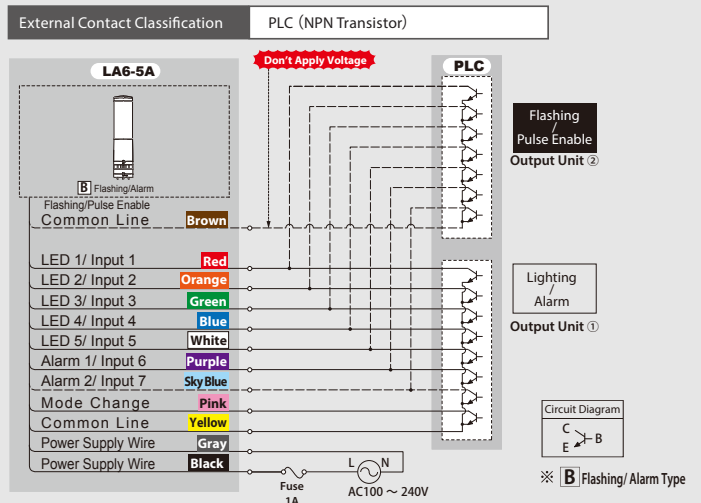 External Contact Classification PLC (NPN Transistor)
LA6-5A
Don't Apply Voltage
PLC
B Flashing/Alarm
Flashing
/
Pulse Enable
Output Unit ②
Flashing/Pulse Enable
Common Line Brown
LED 1/ Input 1 Red
LED 2/ Input 2 Orange
LED 3/ Input 3 Green
LED 4/ Input 4 Blue
LED 5/ Input 5 White
Alarm 1/ Input 6 Purple
Alarm 2/ Input 7 Sky Blue
Mode Change Pink
Common Line Yellow
Power Supply Wire Gray
Power Supply Wire Black
Lighting
/
Alarm
Output Unit ①
L N
Fuse
1A
AC100 ～ 240V
Circuit Diagram
C
E
B
※ B Flashing/ Alarm Type